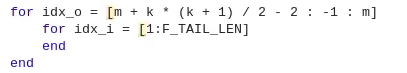 for idx_o = [m + k * (k + 1) / 2 - 2 : -1 : m]
    for idx_i = [1:F_TAIL_LEN]
    end
end